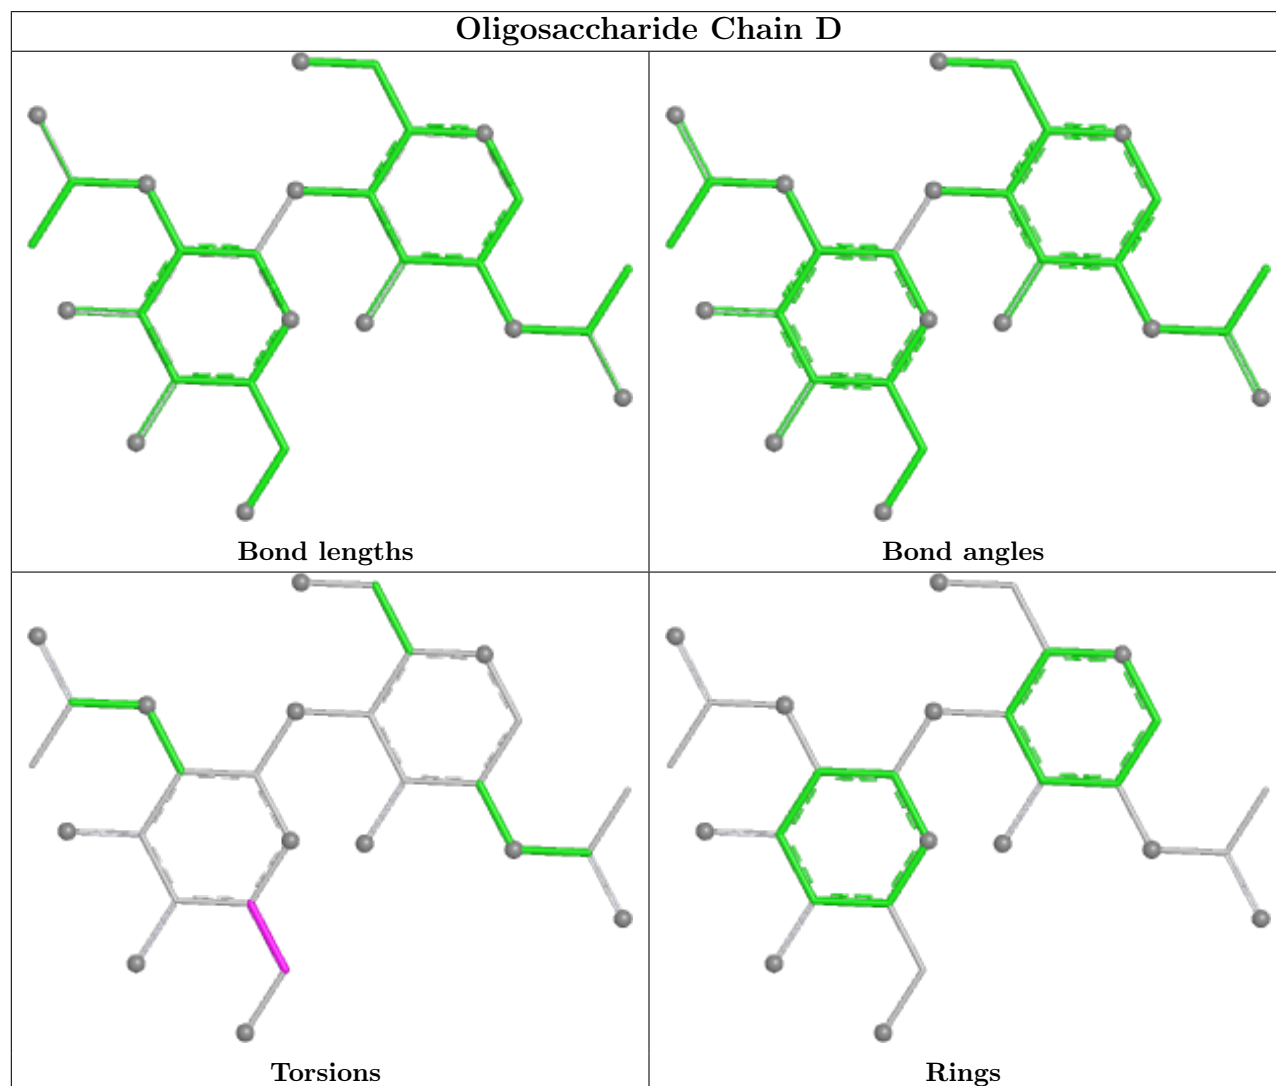 Oligosaccharide Chain D
Bond lengths
Bond angles
Torsions
Rings